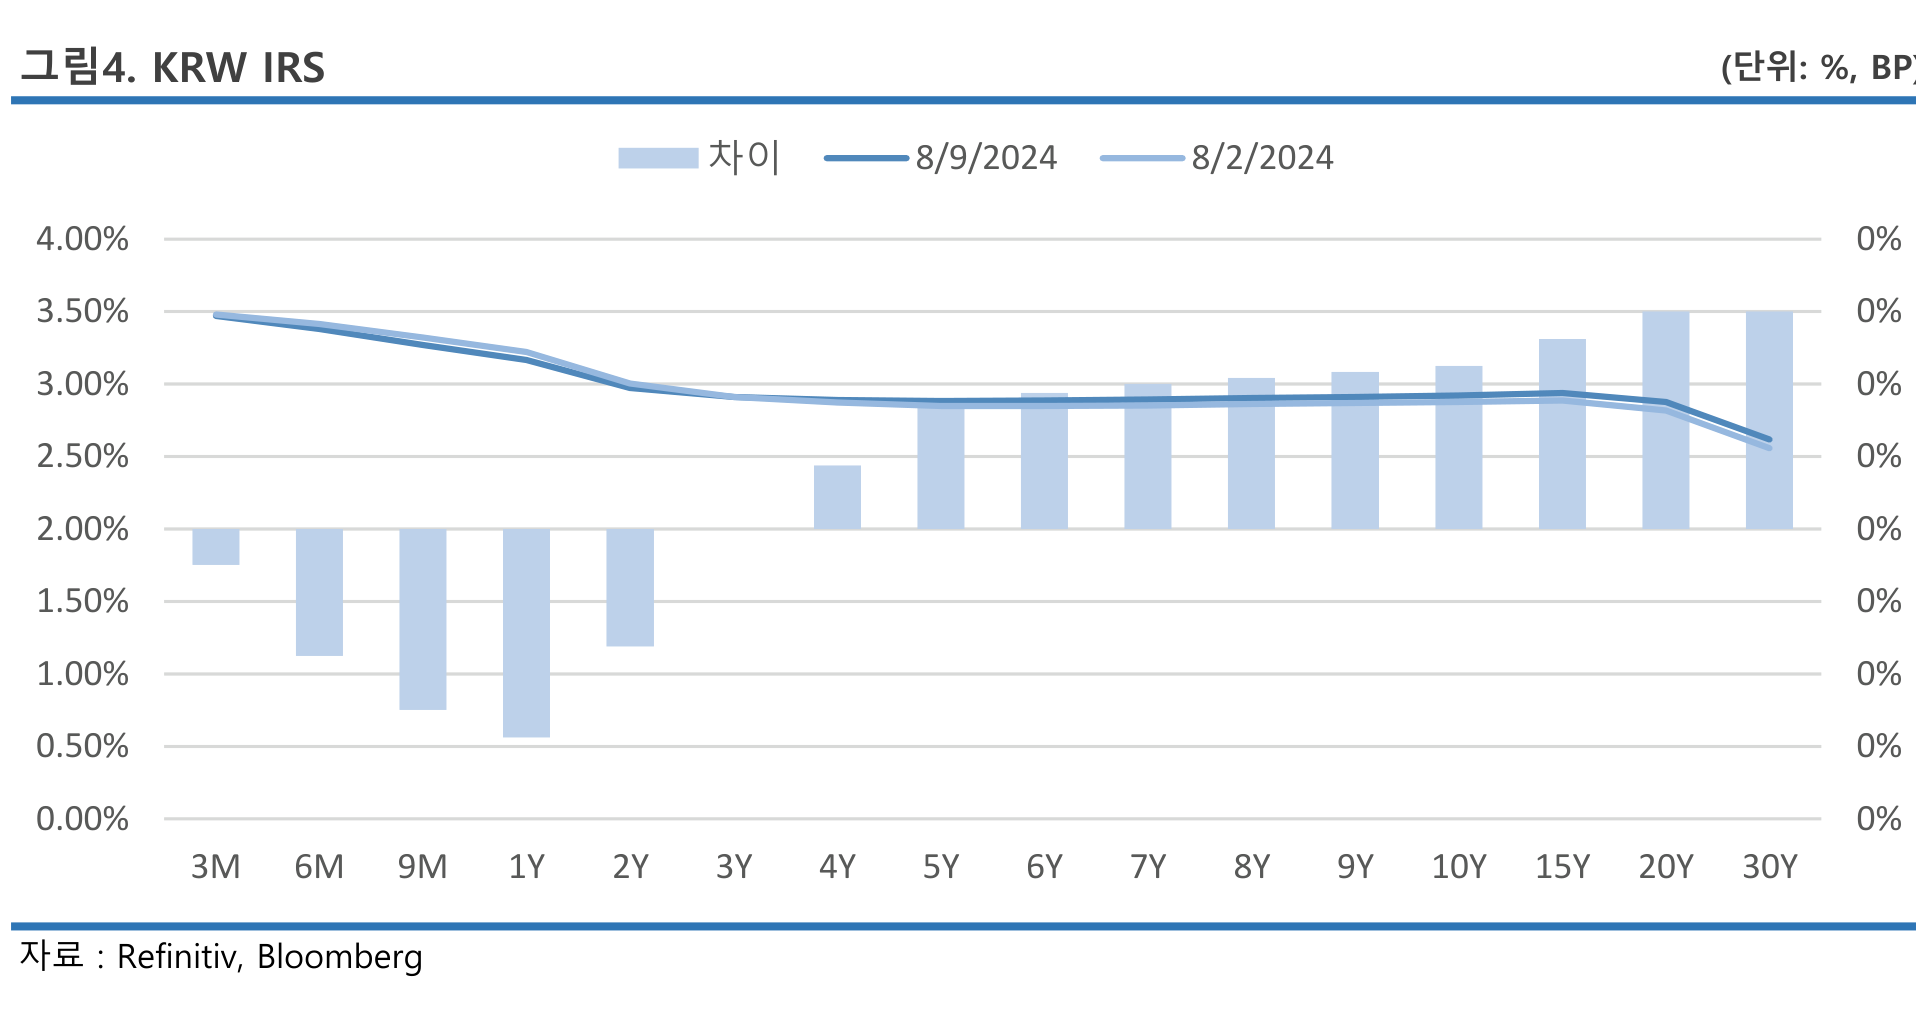 그림4. KRW IRS
(단위: %, BP)
차이 8/9/2024 8/2/2024
4.00% 0%
3.50% 0%
3.00% 0%
2.50% 0%
2.00% 0%
1.50% 0%
1.00% 0%
0.50% 0%
0.00% 0%
3M 6M 9M 1Y 2Y 3Y 4Y 5Y 6Y 7Y 8Y 9Y 10Y 15Y 20Y 30Y
자료 : Refinitiv, Bloomberg